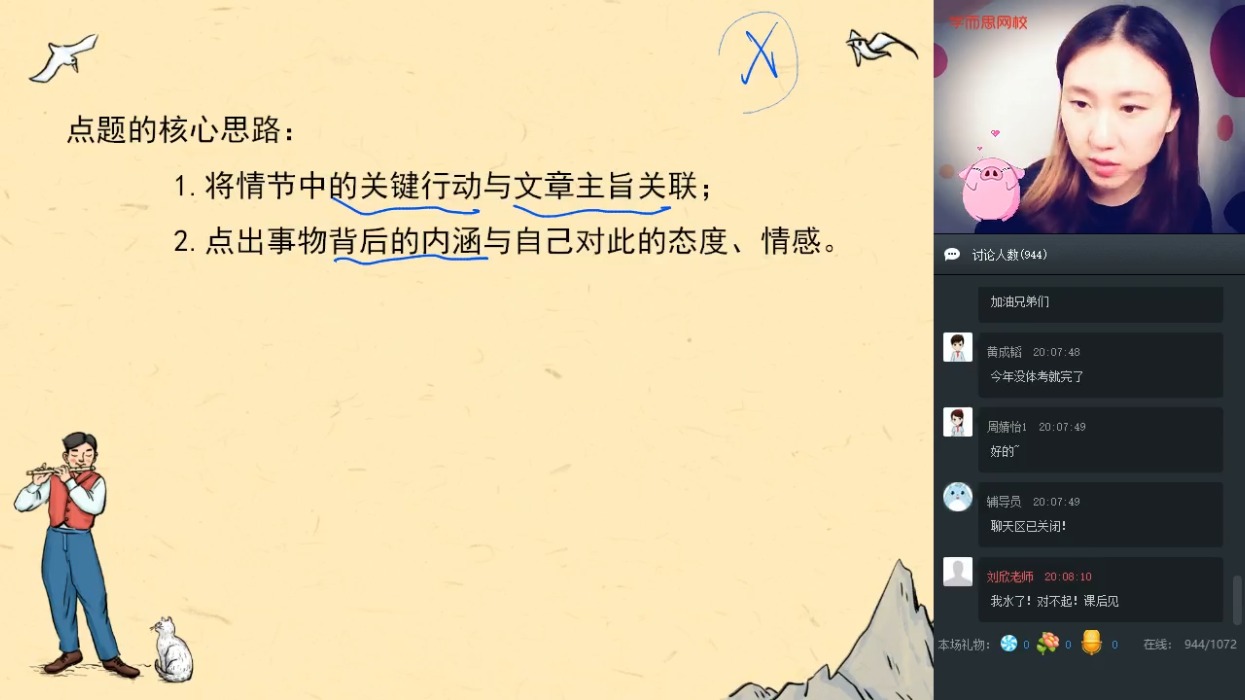 点题的核心思路：
1.将情节中的关键行动与文章主旨关联；
2.点出事物背后的内涵与自己对此的态度、情感。
X
学而思网校
讨论人数(944)
加油兄弟们
黄成韬 20:07:48
今年没体考就完了
周婧怡1 20:07:49
好的~
辅导员 20:07:49
聊天区已关闭!
刘欣老师 20:08:10
我水了! 对不起! 课后见
本场礼物: 0 0 0 在线: 944/1072